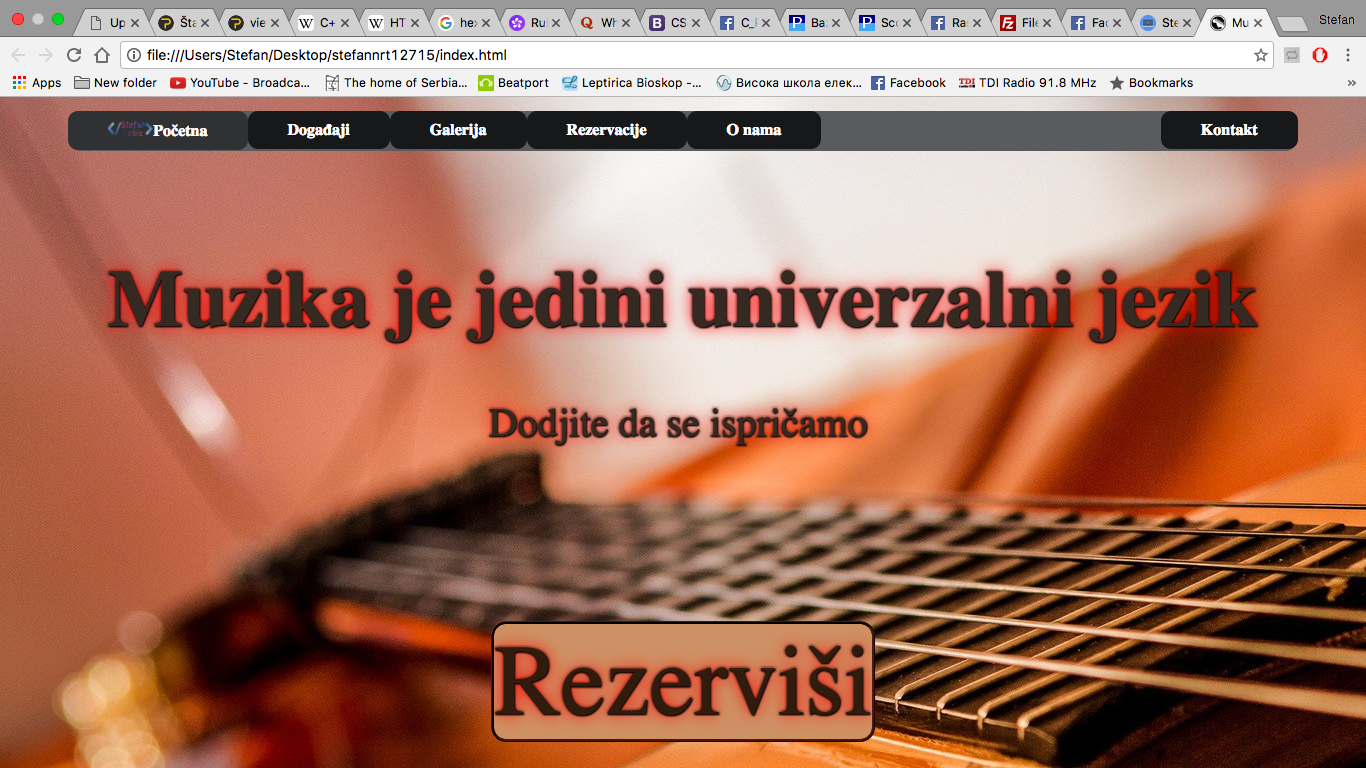 Up
Šta
vie
C+
HT
he
Ru
Wh
CS
C_
Ba
Sc
Ra
File
Fac
Ste
Mu
Stefan
file:///Users/Stefan/Desktop/stefannrt12715/index.html
Apps New folder YouTube - Broadca... The home of Serbia... Beatport Leptirica Bioskop -... Висока школа елек... Facebook TDI TDI Radio 91.8 MHz Bookmarks »
Početna Događaji Galerija Rezervacije O nama Kontakt
Muzika je jedini univerzalni jezik
Dodjite da se ispričamo
Rezerviši